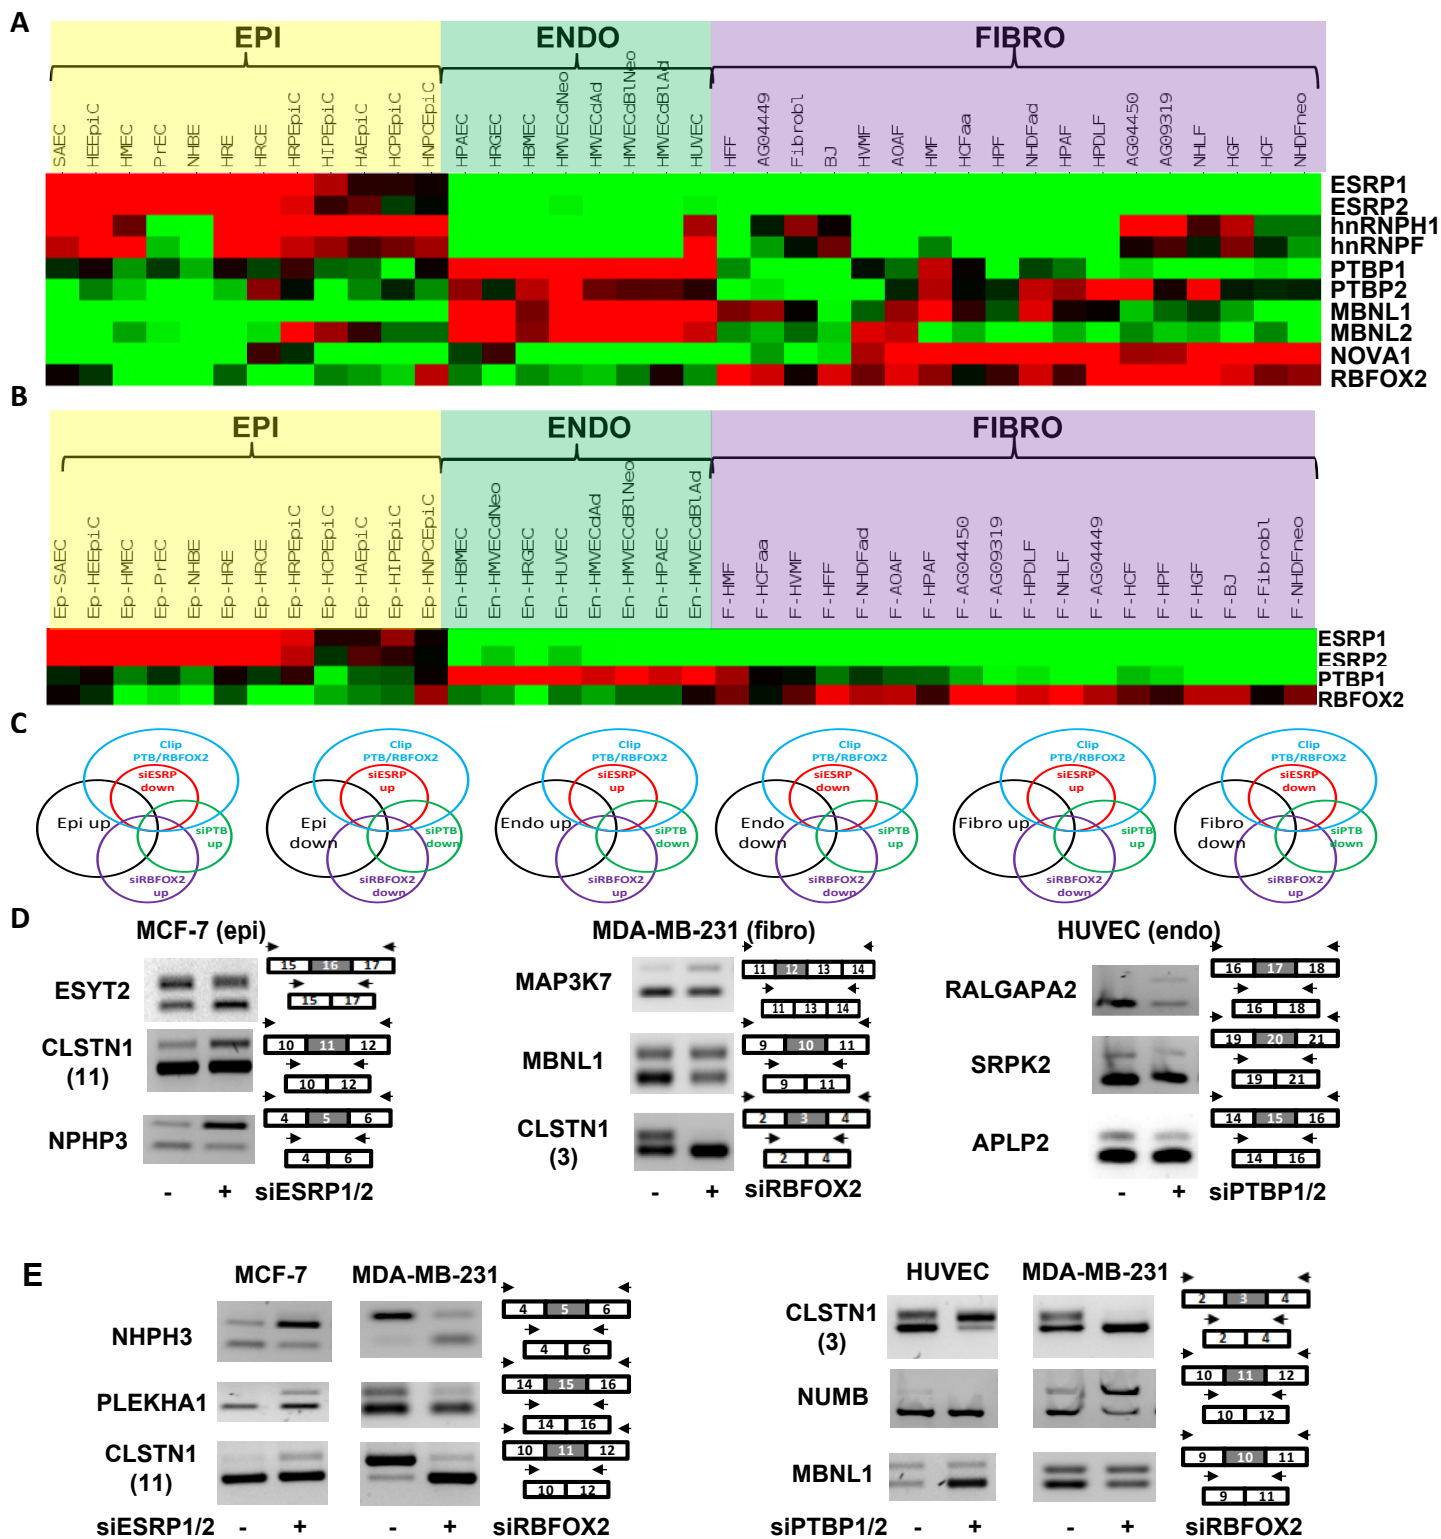 A
EPI ENDO FIBRO
SAEC HEEpiC HMEC PrEC NHBE HRE HRCE HRPEpiC HIPEpiC HAEpiC HCPEpiC HNPCEpiC HPAEC HRGEC HBMEC HMVECdNeo HMVECdAd HMVECdBlNeo HMVECdBlAd HUVEC HFF AG04449 Fibrobl BJ HVMF AOAF HMF HCFaa HPF NHDFad HPAF HPDLF AG04450 AG09319 NHLF HGF HCF NHDFneo
ESRP1
ESRP2
hnRNPH1
hnRNPF
PTBP1
PTBP2
MBNL1
MBNL2
NOVA1
RBFOX2
B
EPI ENDO FIBRO
Ep-SAEC Ep-HEEpiC Ep-HMEC Ep-PrEC Ep-NHBE Ep-HRE Ep-HRCE Ep-HRPEpiC Ep-HCPEpiC Ep-HAEpiC Ep-HIPEpiC Ep-HNPCEpiC En-HBMEC En-HMVECdNeo En-HRGEC En-HUVEC En-HMVECdAd En-HMVECdBlNeo En-HPAEC En-HMVECdBlAd F-HMF F-HCFaa F-HVMF F-HFF F-NHDFad F-AOAF F-HPAF F-AG04450 F-AG09319 F-HPDLF F-NHLF F-AG04449 F-HCF F-HPF F-HGF F-BJ F-Fibrobl F-NHDFneo
ESRP1
ESRP2
PTBP1
RBFOX2
C
Clip
PTB/RBFOX2
siESRP
down
Epi up
siPTB
up
siRBFOX2
up
Clip
PTB/RBFOX2
siESRP
up
Epi
down
siPTB
down
siRBFOX2
down
Clip
PTB/RBFOX2
siESRP
up
Endo up
siPTB
down
siRBFOX2
up
Clip
PTB/RBFOX2
siESRP
down
Endo
down
siPTB
up
siRBFOX2
down
Clip
PTB/RBFOX2
siESRP
up
Fibro up
siPTB
up
siRBFOX2
down
Clip
PTB/RBFOX2
siESRP
down
Fibro
down
siPTB
down
siRBFOX2
up
D
MCF-7 (epi)
ESYT2
15 16 17
15 17
CLSTN1
(11)
10 11 12
10 12
NPHP3
4 5 6
4 6
- + siESRP1/2
MDA-MB-231 (fibro)
MAP3K7
11 12 13 14
11 13 14
MBNL1
9 10 11
9 11
CLSTN1
(3)
2 3 4
2 4
- + siRBFOX2
HUVEC (endo)
RALGAPA2
16 17 18
16 18
SRPK2
19 20 21
19 21
APLP2
14 15 16
14 16
- + siPTBP1/2
E
MCF-7 MDA-MB-231
NHPH3
4 5 6
4 6
PLEKHA1
14 15 16
14 16
CLSTN1
(11)
10 11 12
10 12
siESRP1/2 - + - + siRBFOX2
HUVEC MDA-MB-231
CLSTN1
(3)
2 3 4
2 4
NUMB
10 11 12
10 12
MBNL1
9 10 11
9 11
siPTBP1/2 - + - + siRBFOX2